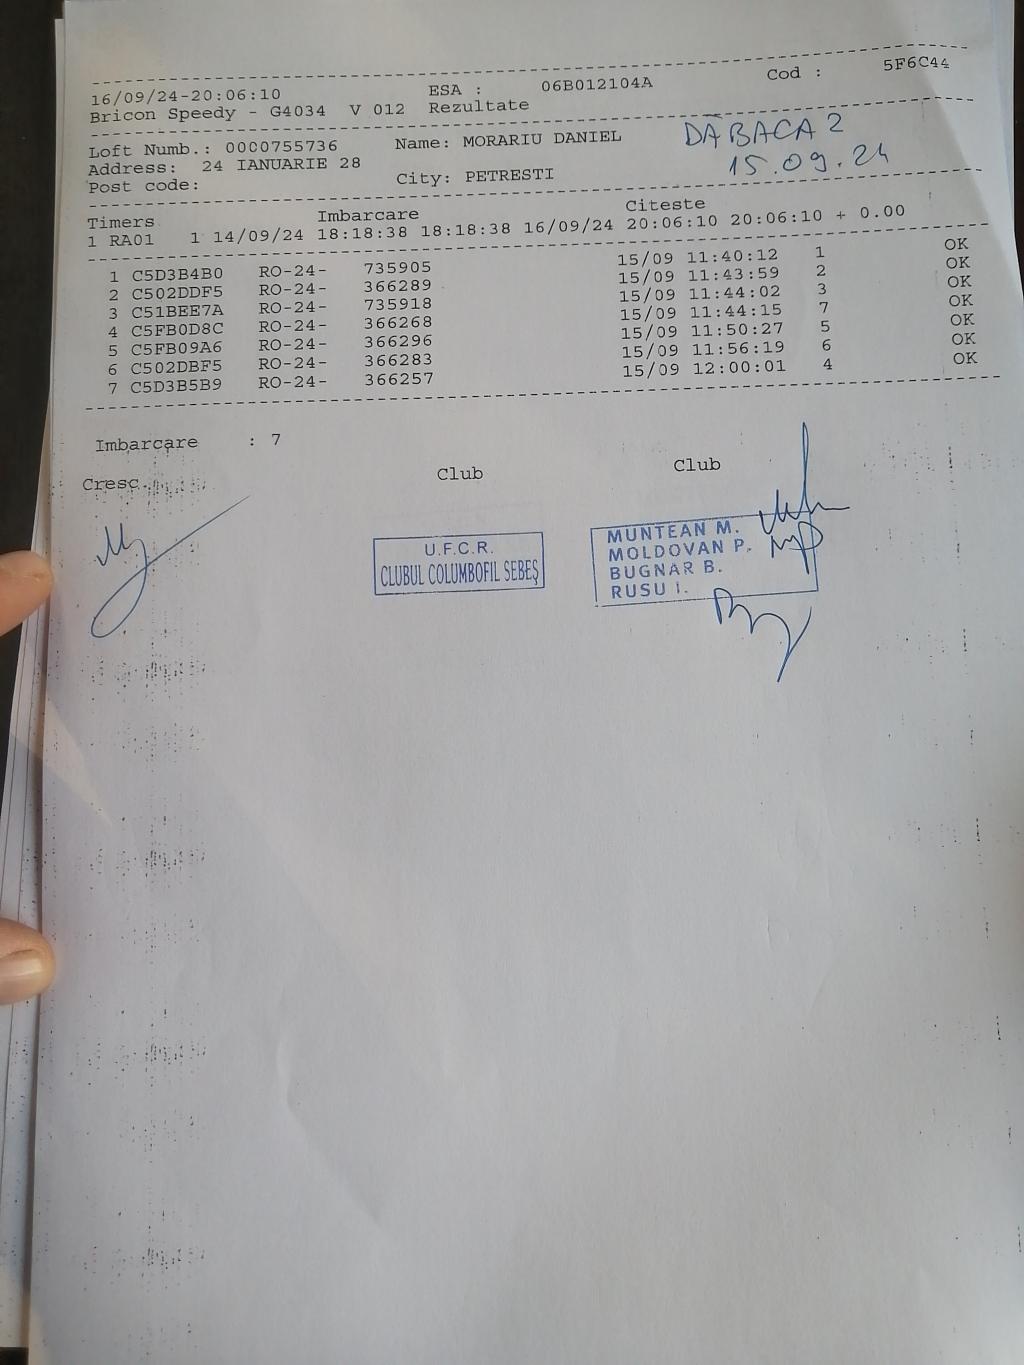 16/09/24-20:06:10 ESA : 06B012104A Cod : 5F6C44
Bricon Speedy - G4034 V 012 Rezultate
Loft Numb.: 0000755736 Name: MORARIU DANIEL
DĂBACA 2
15.09.24
Address: 24 IANUARIE 28
Post code: City: PETRESTI
Timers Imbarcare Citeste
1 RA01 1 14/09/24 18:18:38 18:18:38 16/09/24 20:06:10 20:06:10 + 0.00
1 C5D3B4B0 RO-24- 735905 15/09 11:40:12 1 OK
2 C502DDF5 RO-24- 366289 15/09 11:43:59 2 OK
3 C51BEE7A RO-24- 735918 15/09 11:44:02 3 OK
4 C5FB0D8C RO-24- 366268 15/09 11:44:15 7 OK
5 C5FB09A6 RO-24- 366296 15/09 11:50:27 5 OK
6 C502DBF5 RO-24- 366283 15/09 11:56:19 6 OK
7 C5D3B5B9 RO-24- 366257 15/09 12:00:01 4 OK
Imbarcare : 7
Cresc. Club Club
U.F.C.R.
CLUBUL COLUMBOFIL SEBEȘ
MUNTEAN M.
MOLDOVAN P.
BUGNAR B.
RUSU I.